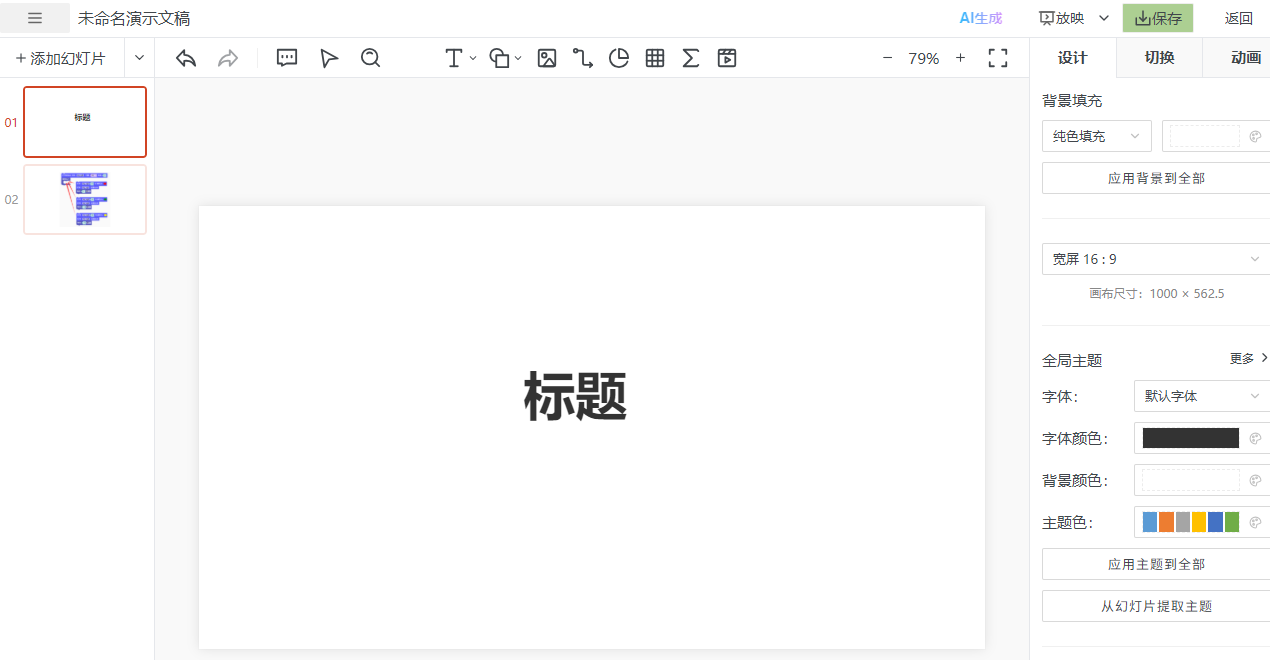 未命名演示文稿
AI生成
放映
保存
返回
添加幻灯片
T
79%
设计
切换
动画
01
标题
02
标题
背景填充
纯色填充
应用背景到全部
宽屏 16 : 9
画布尺寸：1000 × 562.5
全局主题
更多
字体：
默认字体
字体颜色：
背景颜色：
主题色：
应用主题到全部
从幻灯片提取主题